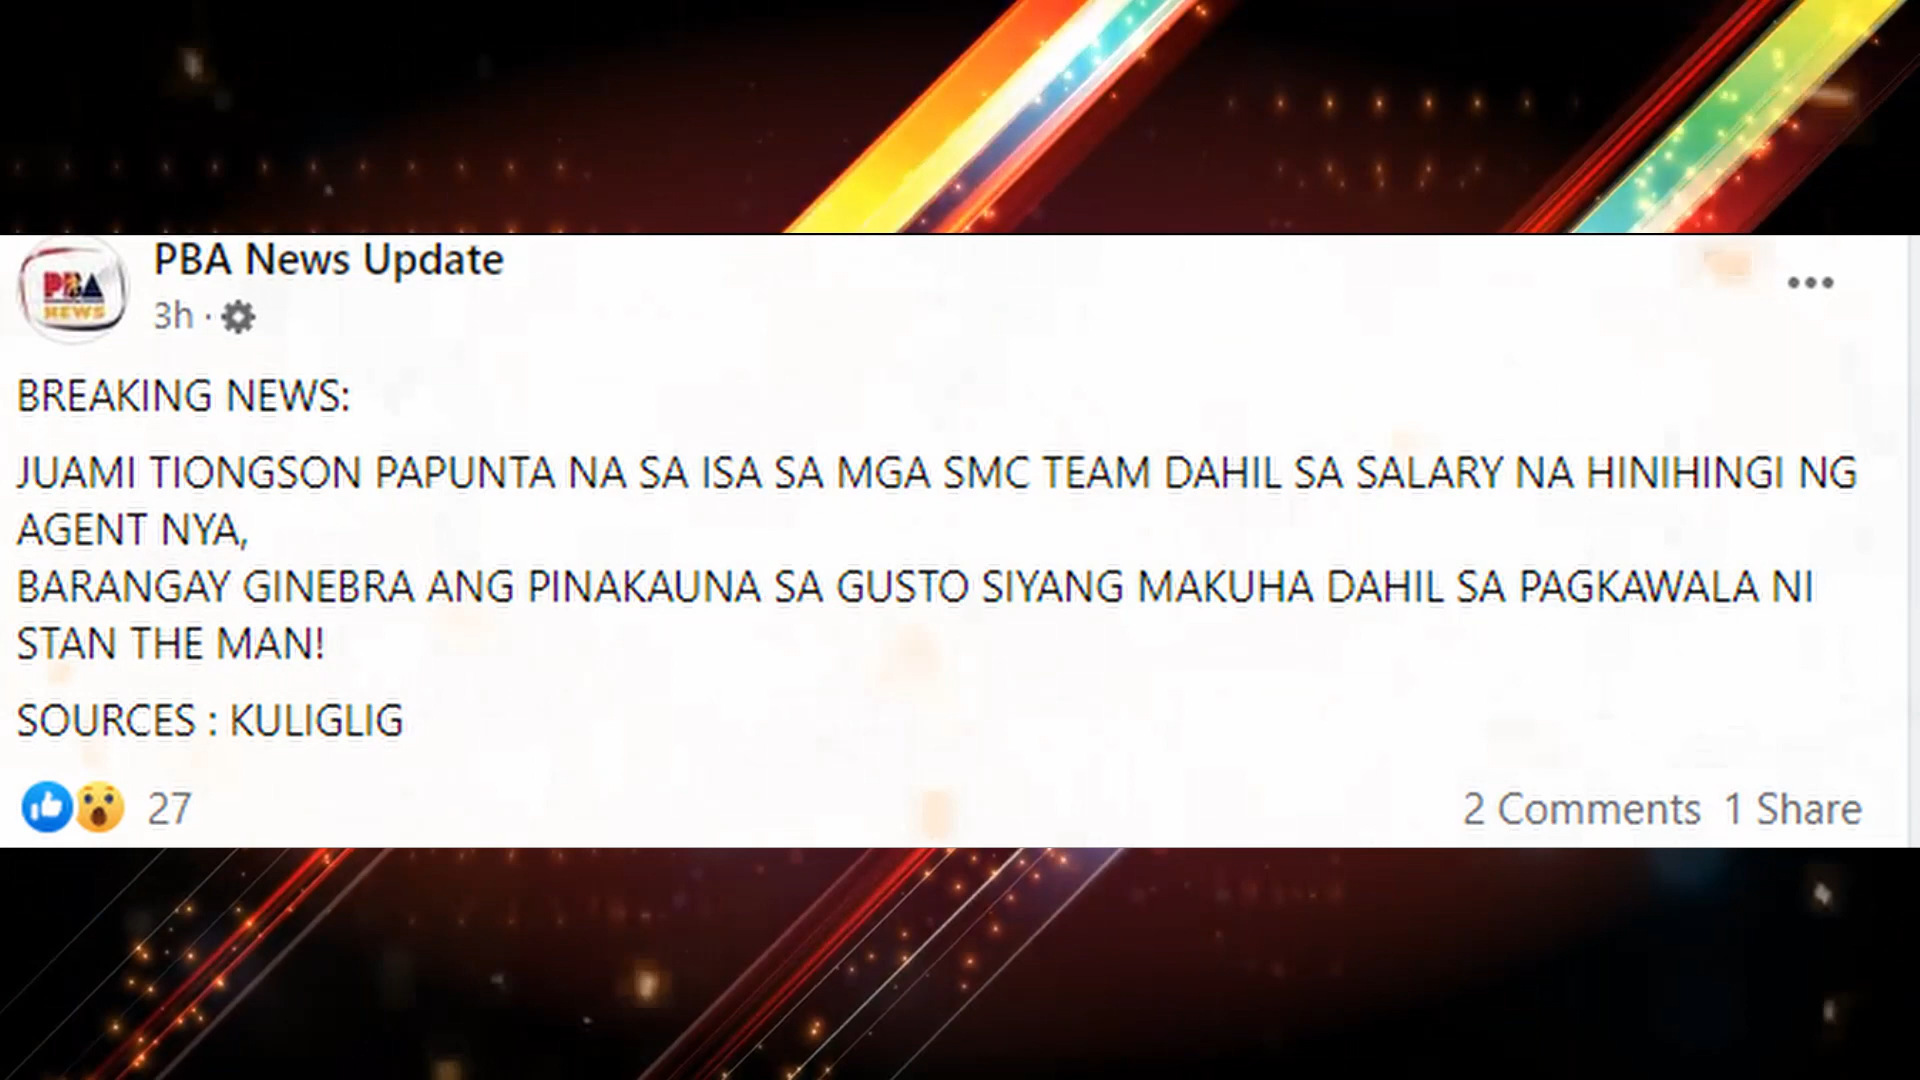 PBA NEWS
PBA News Update
3h ·
BREAKING NEWS:
JUAMI TIONGSON PAPUNTA NA SA ISA SA MGA SMC TEAM DAHIL SA SALARY NA HINIHINGI NG
AGENT NYA,
BARANGAY GINEBRA ANG PINAKAUNA SA GUSTO SIYANG MAKUHA DAHIL SA PAGKAWALA NI
STAN THE MAN!
SOURCES : KULIGLIG
27
2 Comments 1 Share